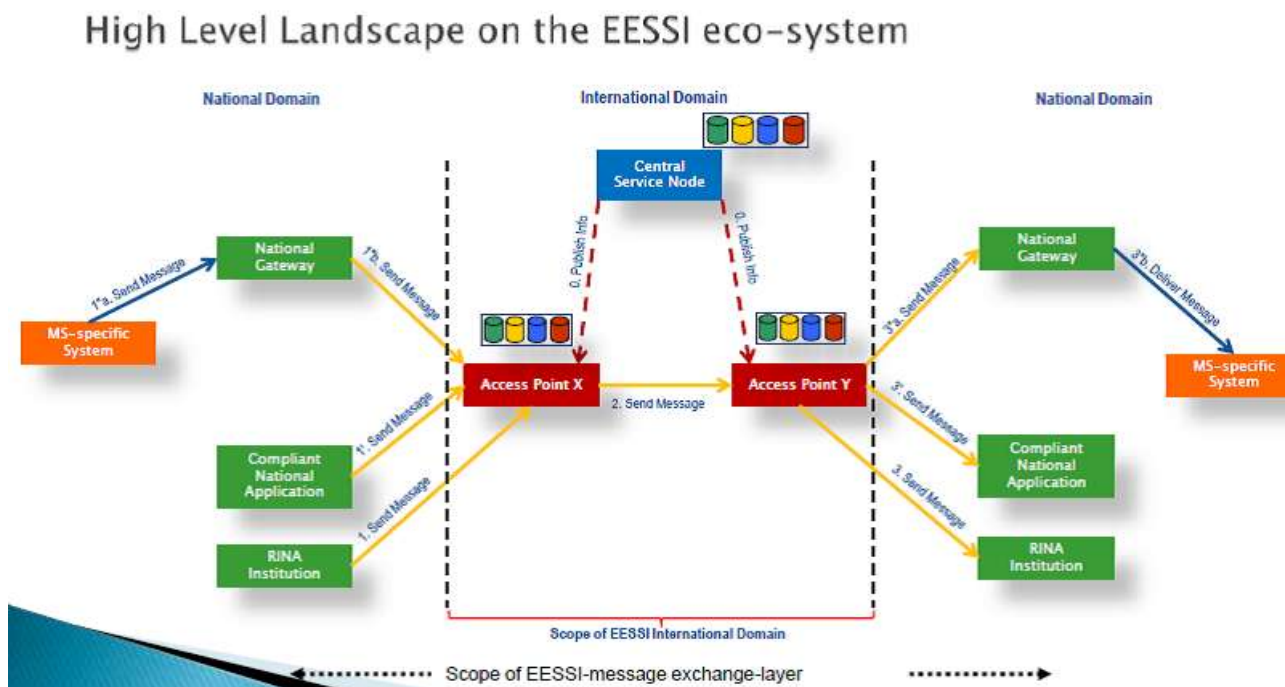 High Level Landscape on the EESSI eco-system
National Domain
International Domain
National Domain
Central
Service Node
0. Publish Info
0. Publish Info
National
Gateway
National
Gateway
1"a. Send Message
1"b. Send Message
3"a. Send Message
3"b. Deliver Message
MS-specific
System
MS-specific
System
Access Point X
2. Send Message
Access Point Y
1'. Send Message
3'. Send Message
Compliant
National
Application
Compliant
National
Application
1. Send Message
3. Send Message
RINA
Institution
RINA
Institution
Scope of EESSI International Domain
Scope of EESSI-message exchange-layer